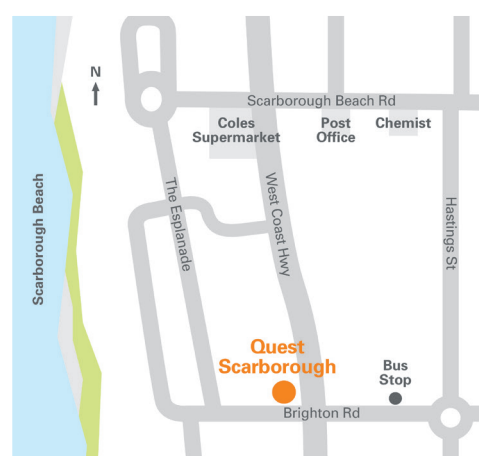 N
Scarborough Beach Rd
Coles
Supermarket
Post
Office
Chemist
Scarborough Beach
The Esplanade
West Coast Hwy
Hastings St
Quest
Scarborough
Bus
Stop
Brighton Rd